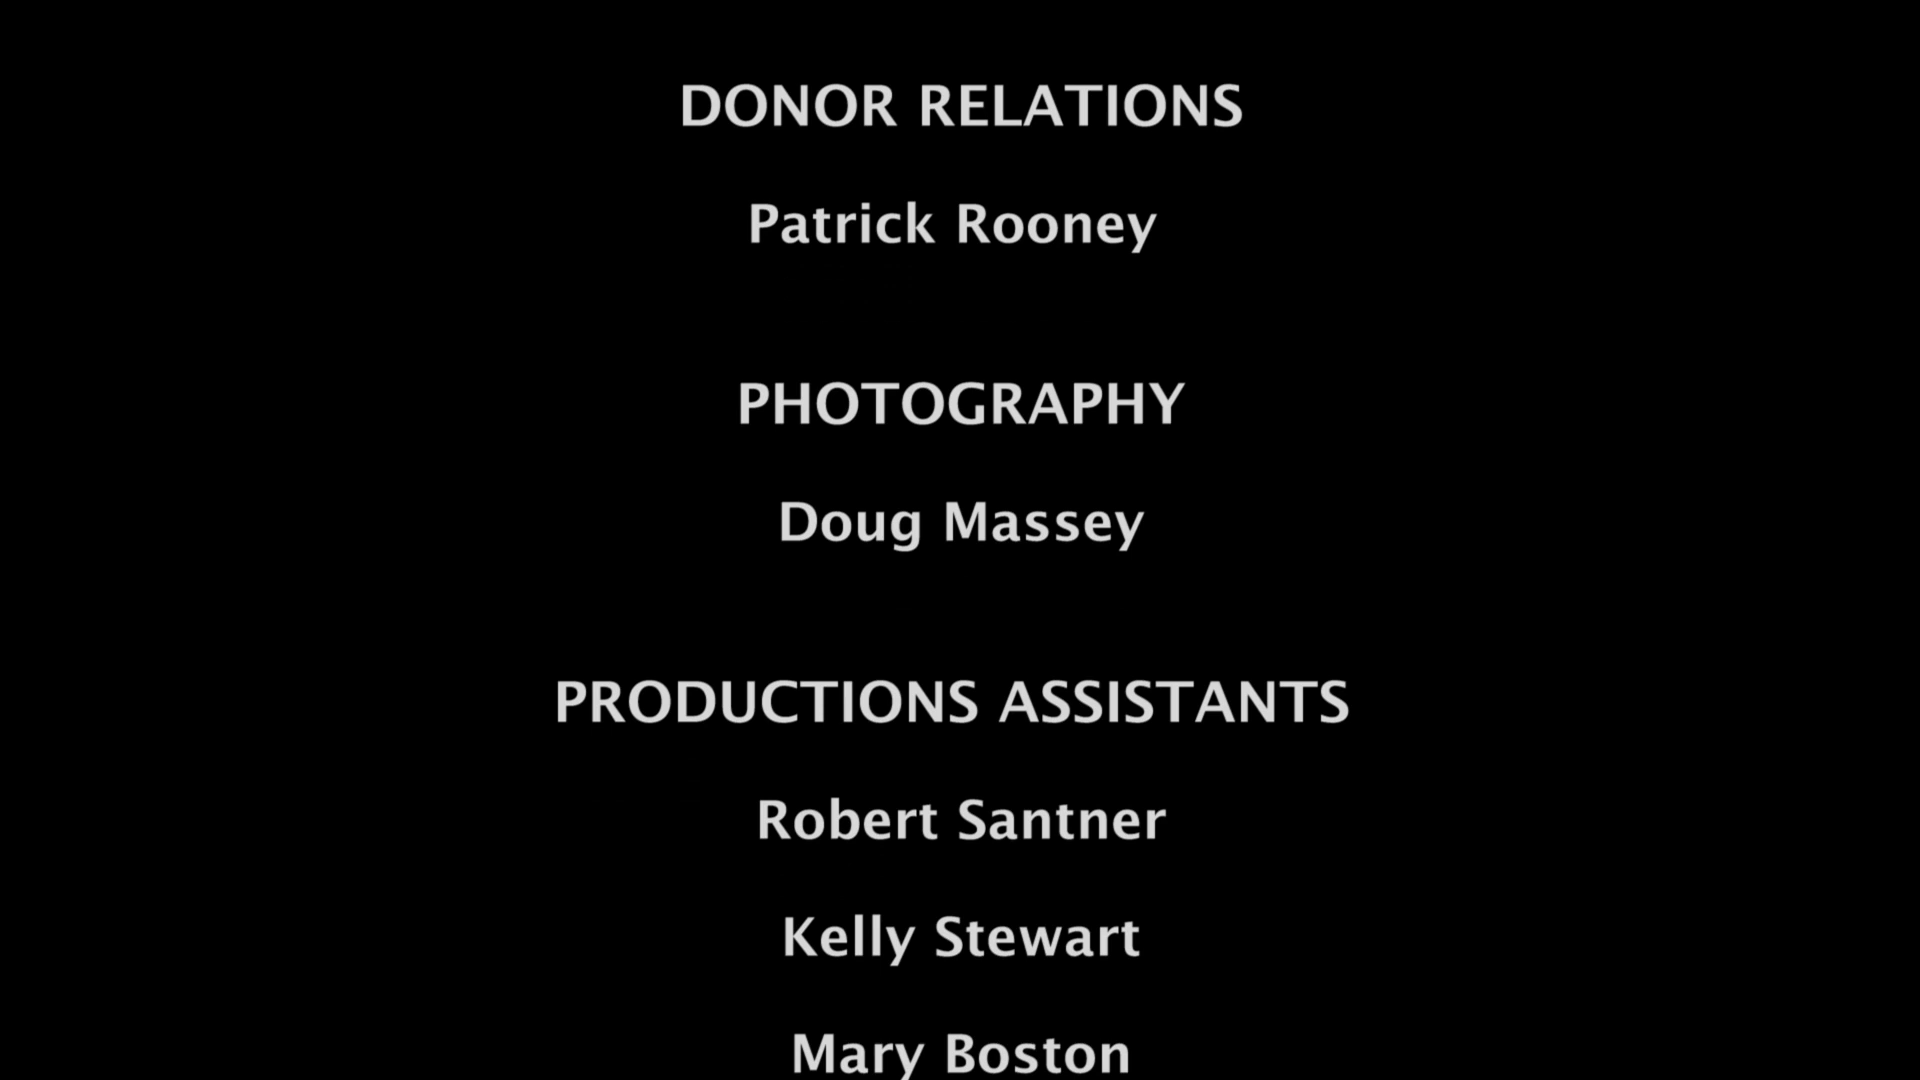 DONOR RELATIONS
Patrick Rooney
PHOTOGRAPHY
Doug Massey
PRODUCTIONS ASSISTANTS
Robert Santner
Kelly Stewart
Mary Boston